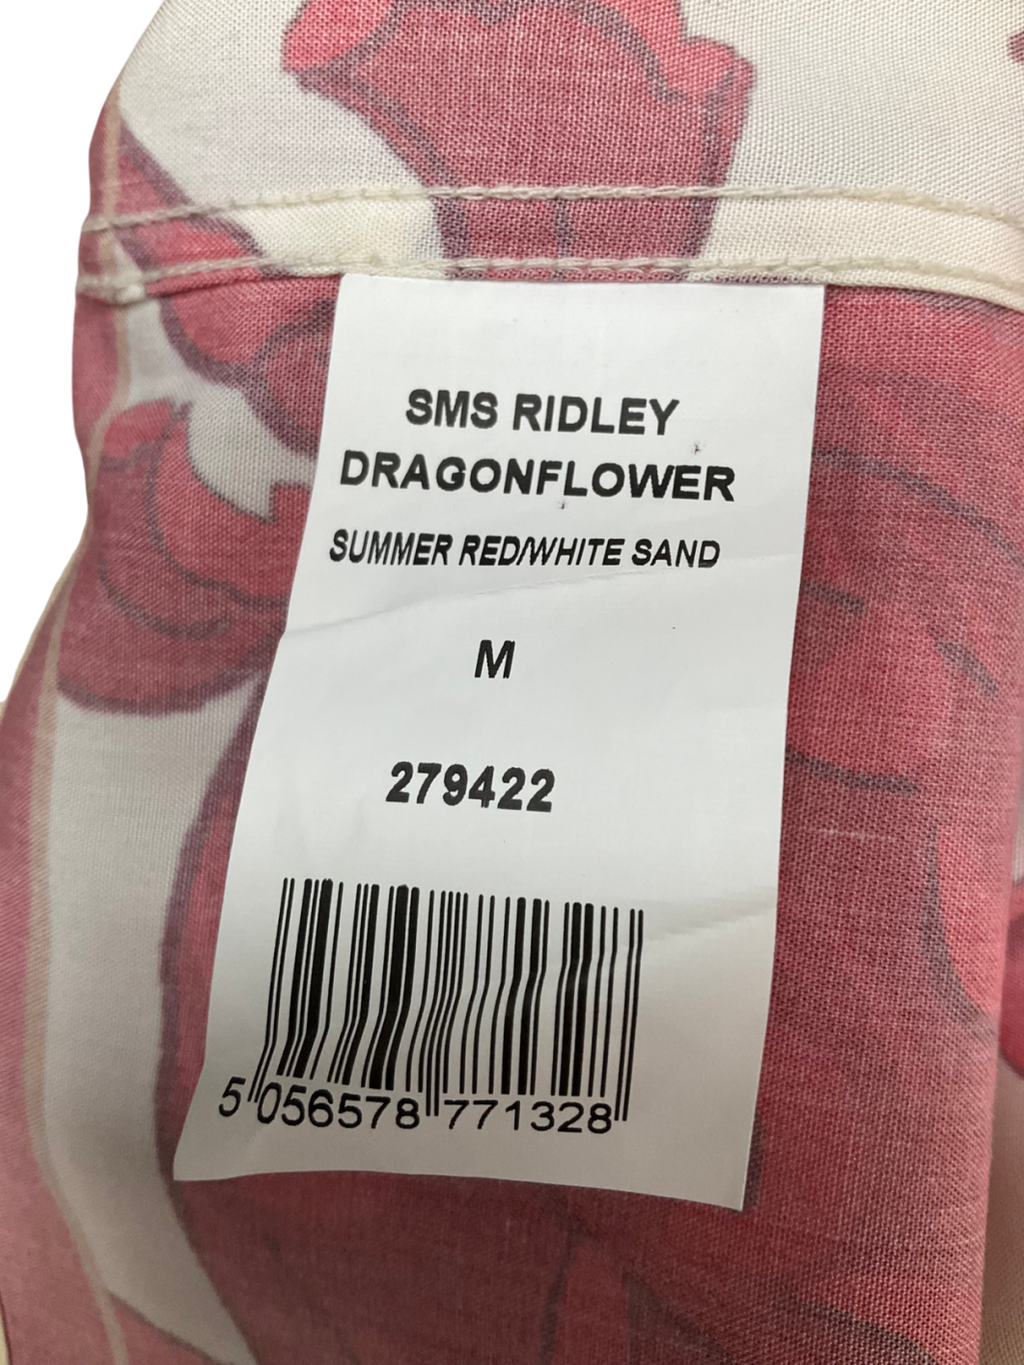 SMS RIDLEY
DRAGONFLOWER
SUMMER RED/WHITE SAND
M
279422
5 056578 771328